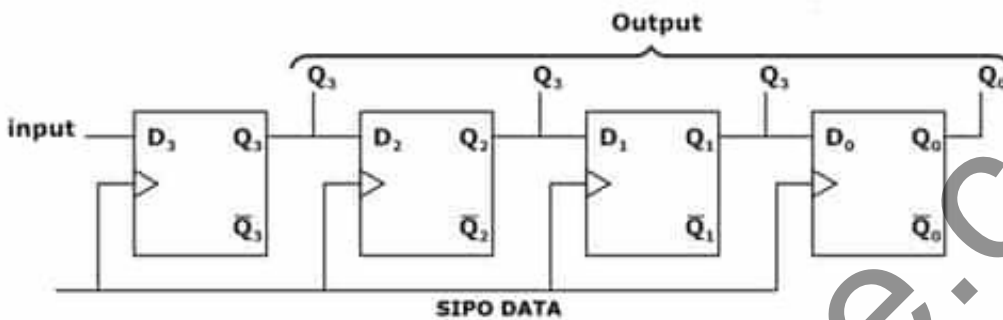 Output
Q₃ Q₃ Q₃ Q₀
input D₃ Q₃ D₂ Q₂ D₁ Q₁ D₀ Q₀
Q̅₃ Q̅₂ Q̅₁ Q̅₀
SIPO DATA
e.c